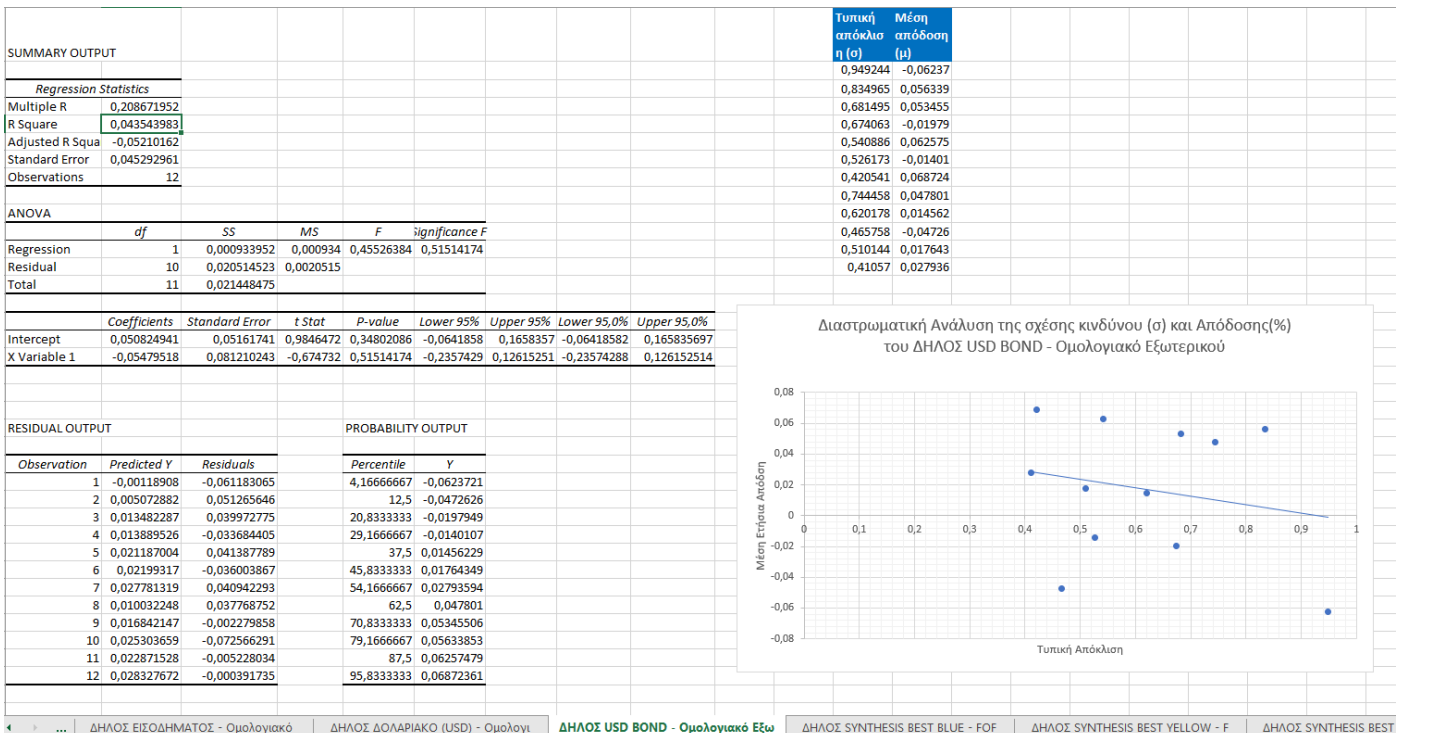 Τυπική Μέση
απόκλισ απόδοση
SUMMARY OUTPUT η (σ) (μ)
0,949244 -0,06237
Regression Statistics 0,834965 0,056339
Multiple R 0,208671952 0,681495 0,053455
R Square 0,043543983 0,674063 -0,01979
Adjusted R Squa -0,05210162 0,540886 0,062575
Standard Error 0,045292961 0,526173 -0,01401
Observations 12 0,420541 0,068724
0,744458 0,047801
ANOVA 0,620178 0,014562
df SS MS F Significance F 0,465758 -0,04726
Regression 1 0,000933952 0,000934 0,45526384 0,51514174 0,510144 0,017643
Residual 10 0,020514523 0,0020515 0,41057 0,027936
Total 11 0,021448475
Coefficients Standard Error t Stat P-value Lower 95% Upper 95% Lower 95,0% Upper 95,0%
Intercept 0,050824941 0,05161741 0,9846472 0,34802086 -0,0641858 0,1658357 -0,06418582 0,165835697
X Variable 1 -0,05479518 0,081210243 -0,674732 0,51514174 -0,2357429 0,12615251 -0,23574288 0,126152514
RESIDUAL OUTPUT PROBABILITY OUTPUT
Observation Predicted Y Residuals Percentile Y
1 -0,00118908 -0,061183065 4,16666667 -0,0623721
2 0,005072882 0,051265646 12,5 -0,0472626
3 0,013482287 0,039972775 20,8333333 -0,0197949
4 0,013889526 -0,033684405 29,1666667 -0,0140107
5 0,021187004 0,041387789 37,5 0,01456229
6 0,02199317 -0,036003867 45,8333333 0,01764349
7 0,027781319 0,040942293 54,1666667 0,02793594
8 0,010032248 0,037768752 62,5 0,047801
9 0,016842147 -0,002279858 70,8333333 0,05345506
10 0,025303659 -0,072566291 79,1666667 0,05633853
11 0,022871528 -0,005228034 87,5 0,06257479
12 0,028327672 -0,000391735 95,8333333 0,06872361
Διαστρωματική Ανάλυση της σχέσης κινδύνου (σ) και Απόδοσης(%)
του ΔΗΛΟΣ USD BOND - Ομολογιακό Εξωτερικού
0,08
0,06
0,04
0,02
0
-0,02
-0,04
-0,06
-0,08
0 0,1 0,2 0,3 0,4 0,5 0,6 0,7 0,8 0,9 1
Μέση Ετήσια Απόδση
Τυπική Απόκλιση
... ΔΗΛΟΣ ΕΙΣΟΔΗΜΑΤΟΣ - Ομολογιακό ΔΗΛΟΣ ΔΟΛΑΡΙΑΚΟ (USD) - Ομολογι ΔΗΛΟΣ USD BOND - Ομολογιακό Εξω ΔΗΛΟΣ SYNTHESIS BEST BLUE - FOF ΔΗΛΟΣ SYNTHESIS BEST YELLOW - F ΔΗΛΟΣ SYNTHESIS BEST